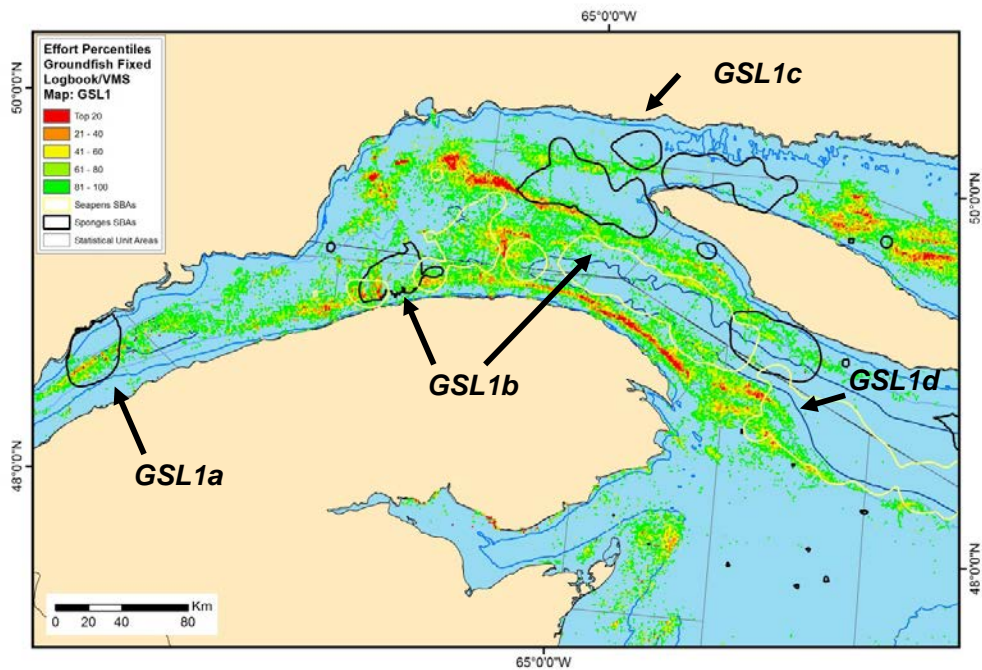 65°0'0"W
50°0'0"N
Effort Percentiles
Groundfish Fixed
Logbook/VMS
Map: GSL1
Top 20
21 - 40
41 - 60
61 - 80
81 - 100
Seapens SBAs
Sponges SBAs
Statistical Unit Areas
GSL1c
50°0'0"N
GSL1b
GSL1d
GSL1a
48°0'0"N
48°0'0"N
Km
0 20 40 80
65°0'0"W